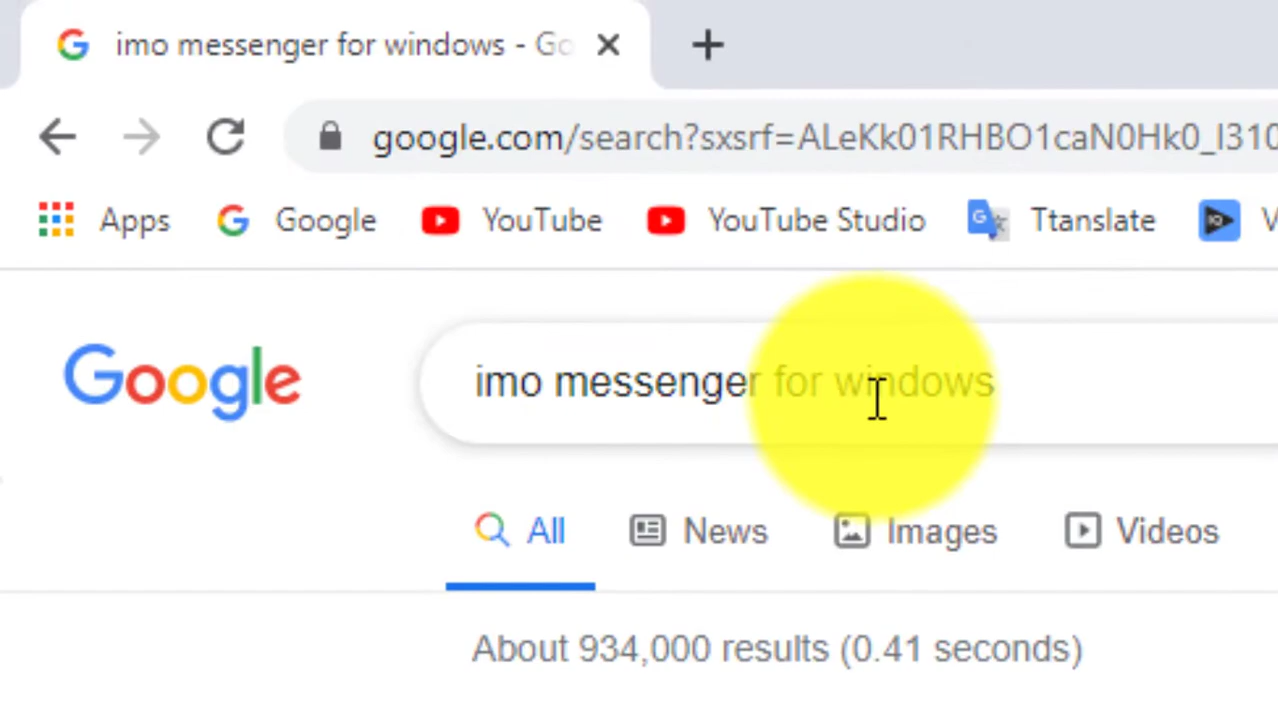 imo messenger for windows - Go
google.com/search?sxsrf=ALeKk01RHBO1caN0Hk0_I310
Apps Google YouTube YouTube Studio Ttanslate V
Google imo messenger for windows
All News Images Videos
About 934,000 results (0.41 seconds)